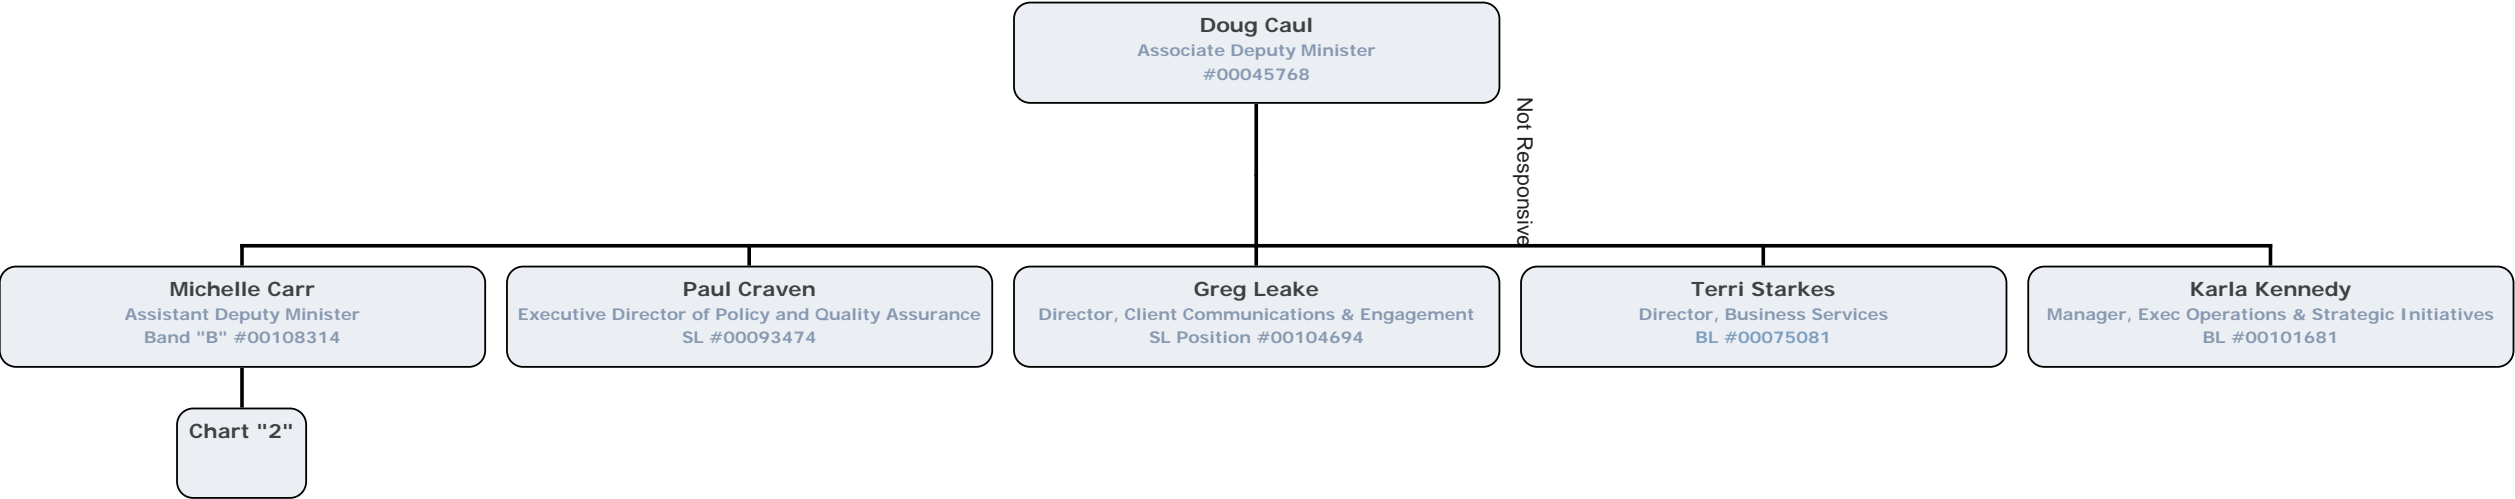 Doug Caul
Associate Deputy Minister
#00045768
Not Responsive
Michelle Carr
Assistant Deputy Minister
Band "B" #00108314
Paul Craven
Executive Director of Policy and Quality Assurance
SL #00093474
Greg Leake
Director, Client Communications & Engagement
SL Position #00104694
Terri Starkes
Director, Business Services
BL #00075081
Karla Kennedy
Manager, Exec Operations & Strategic Initiatives
BL #00101681
Chart "2"